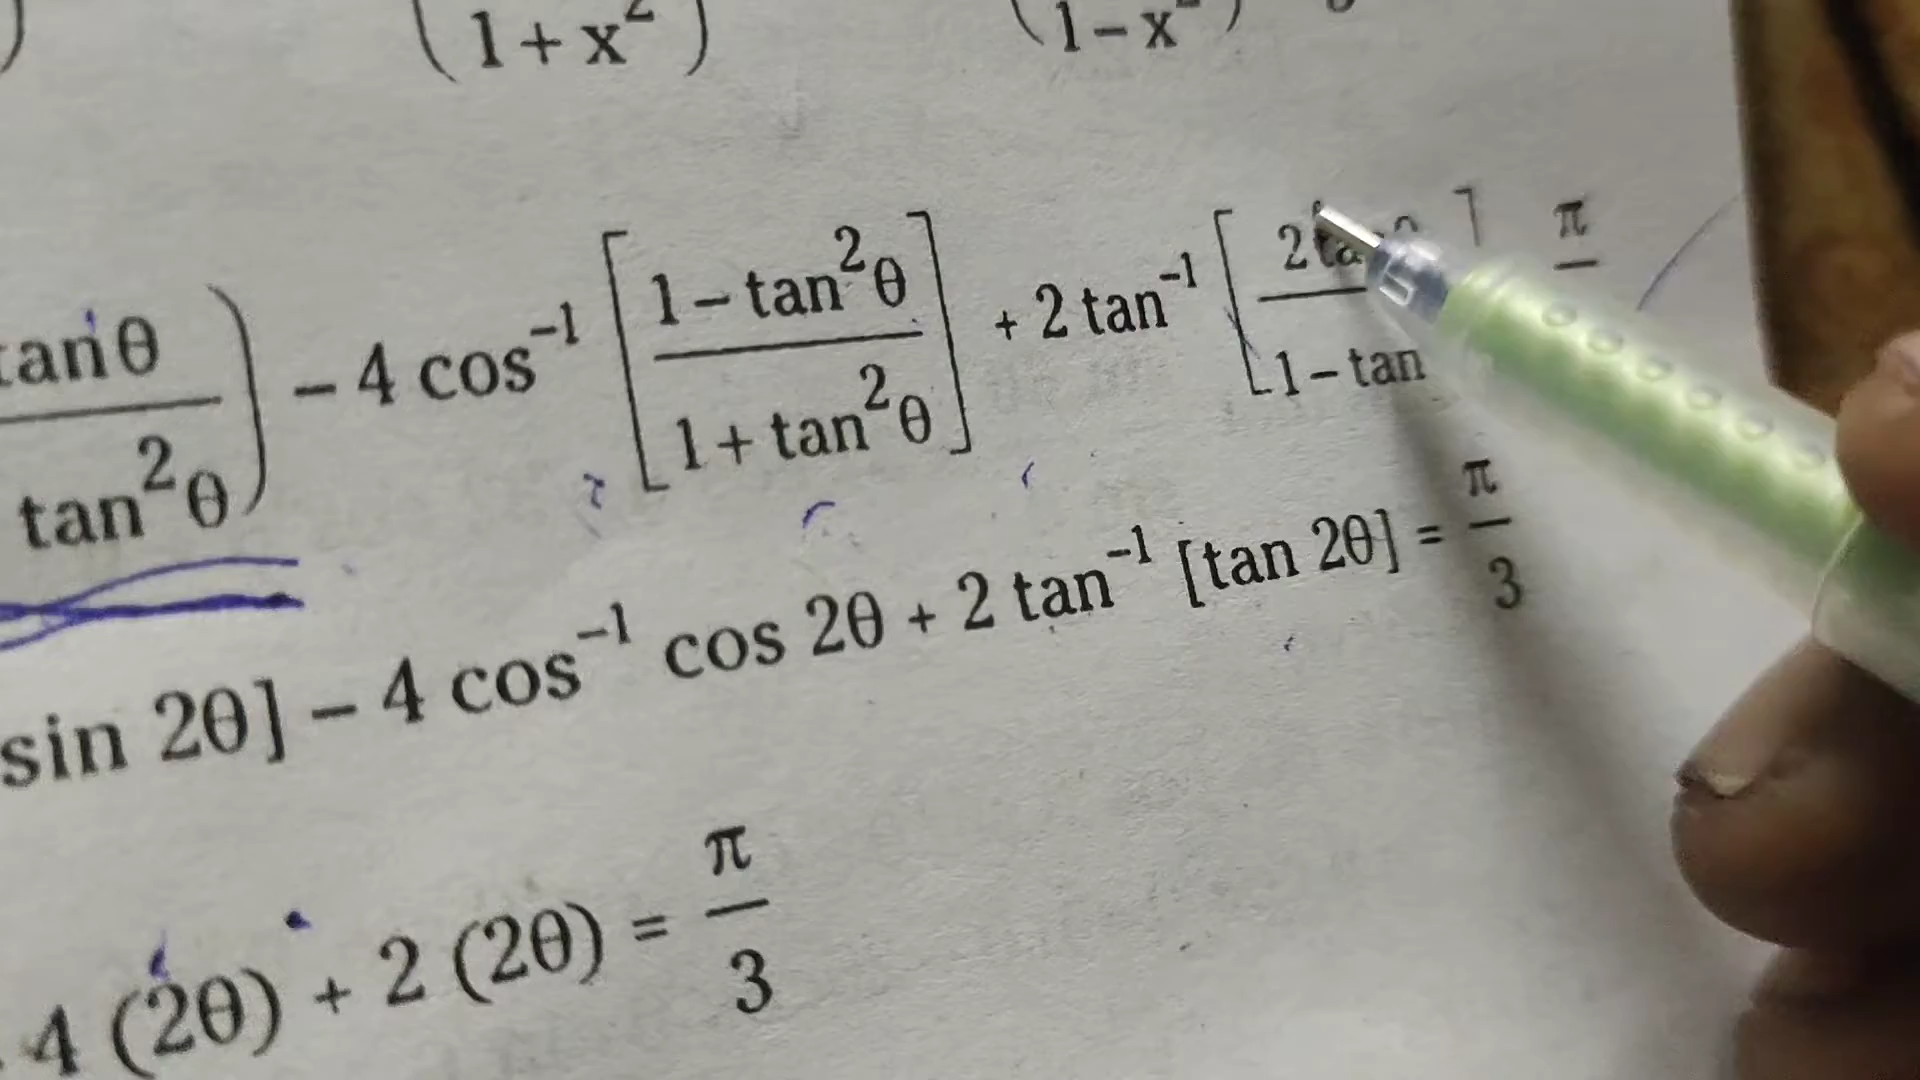 (1 + x²) (1 − x²)
tan θ / tan²θ ) − 4 cos⁻¹ [ 1 − tan²θ / 1 + tan²θ ] + 2 tan⁻¹ [ 2 / 1 − tan ] π
sin 2θ] − 4 cos⁻¹ cos 2θ + 2 tan⁻¹ [tan 2θ] = π/3
4 (2θ) + 2 (2θ) = π/3